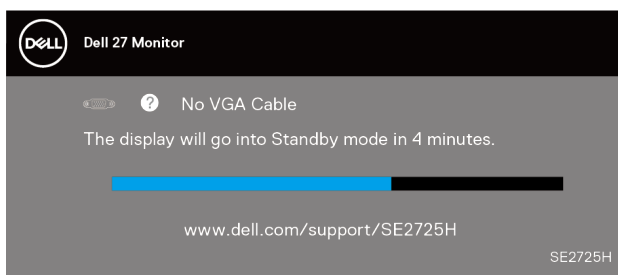 DELL
Dell 27 Monitor
? No VGA Cable
The display will go into Standby mode in 4 minutes.
www.dell.com/support/SE2725H
SE2725H